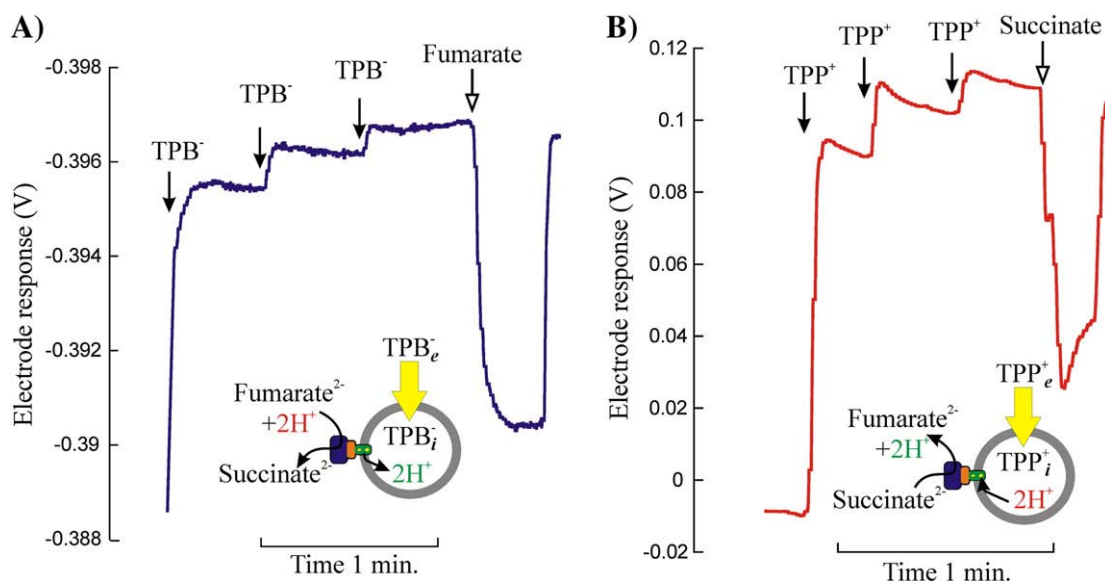 A)
-0.398
-0.396
-0.394
-0.392
-0.39
-0.388
Electrode response (V)
TPB⁻
TPB⁻
TPB⁻
Fumarate
TPB⁻ₑ
TPB⁻ᵢ
Fumarate²⁻
+2H⁺
Succinate²⁻
2H⁺
Time 1 min.
B)
0.12
0.1
0.08
0.06
0.04
0.02
0
-0.02
Electrode response (V)
TPP⁺
TPP⁺
TPP⁺
Succinate
TPP⁺ₑ
TPP⁺ᵢ
Fumarate²⁻
+2H⁺
Succinate²⁻
2H⁺
Time 1 min.